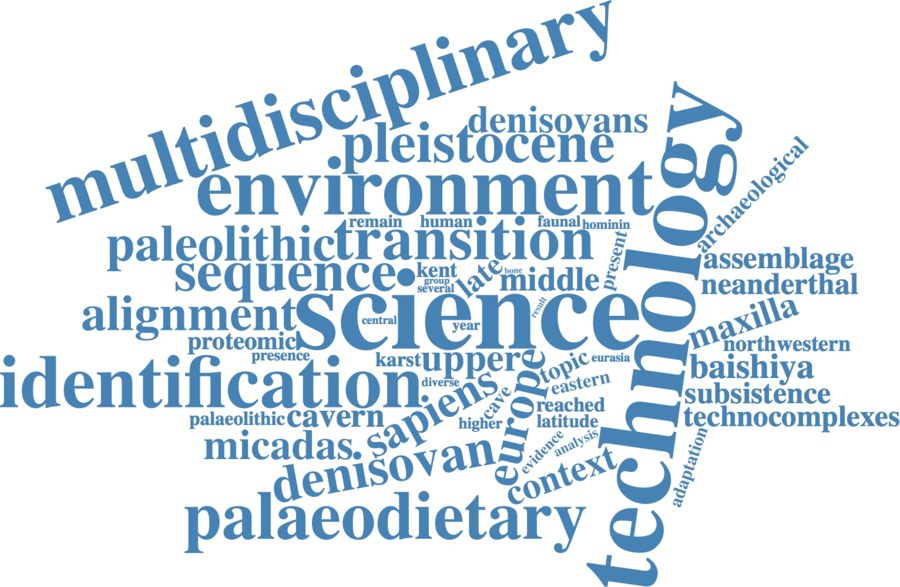 multidisciplinary
denisovans
pleistocene
environment
technology
archaeological
remain human faunal hominin
paleolithic transition
present
sequence kent late bone middle
group
several
assemblage
neanderthal
alignment science
central year result
maxilla
proteomic
northwestern
presence karst upper topic eurasia
baishiya
identification diverse
eastern
subsistence
sapiens cave europe reached
palaeolithic cavern higher latitude
technocomplexes
micadas.
evidence analysis
adaptation
denisovan context
palaeodietary